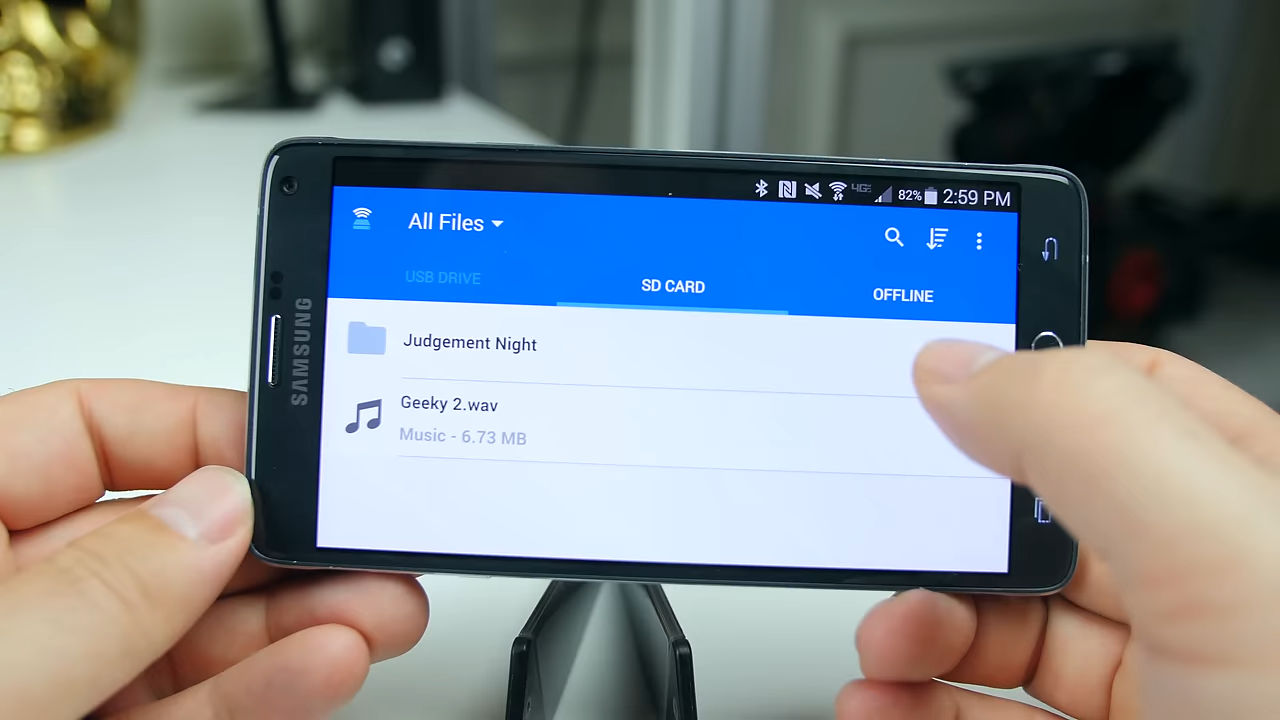 4G
82%
2:59 PM
All Files
USB DRIVE
SD CARD
OFFLINE
Judgement Night
Geeky 2.wav
Music - 6.73 MB
SAMSUNG